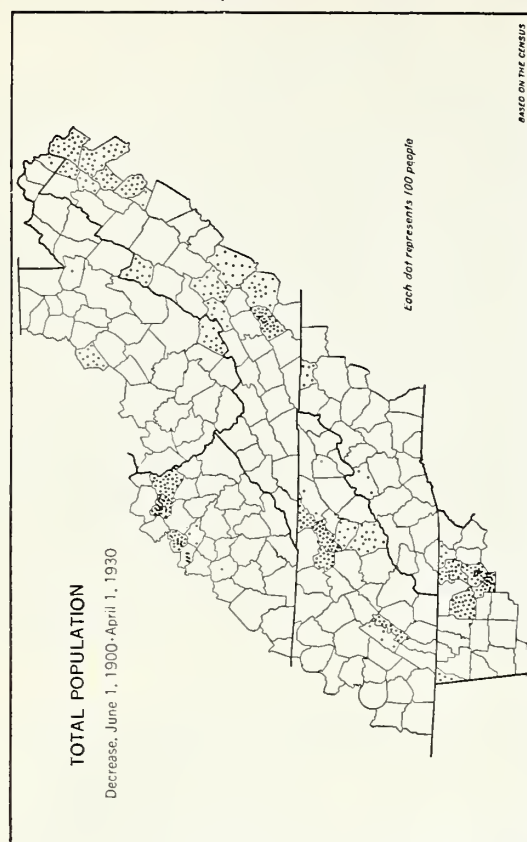 TOTAL POPULATION
Decrease, June 1, 1900-April 1, 1930
Each dot represents 100 people
BASED ON THE CENSUS